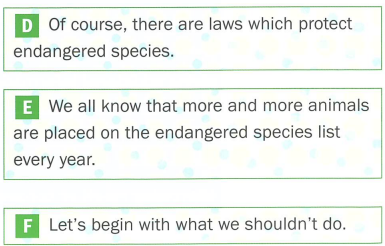 D Of course, there are laws which protect
endangered species.
E We all know that more and more animals
are placed on the endangered species list
every year.
F Let's begin with what we shouldn't do.